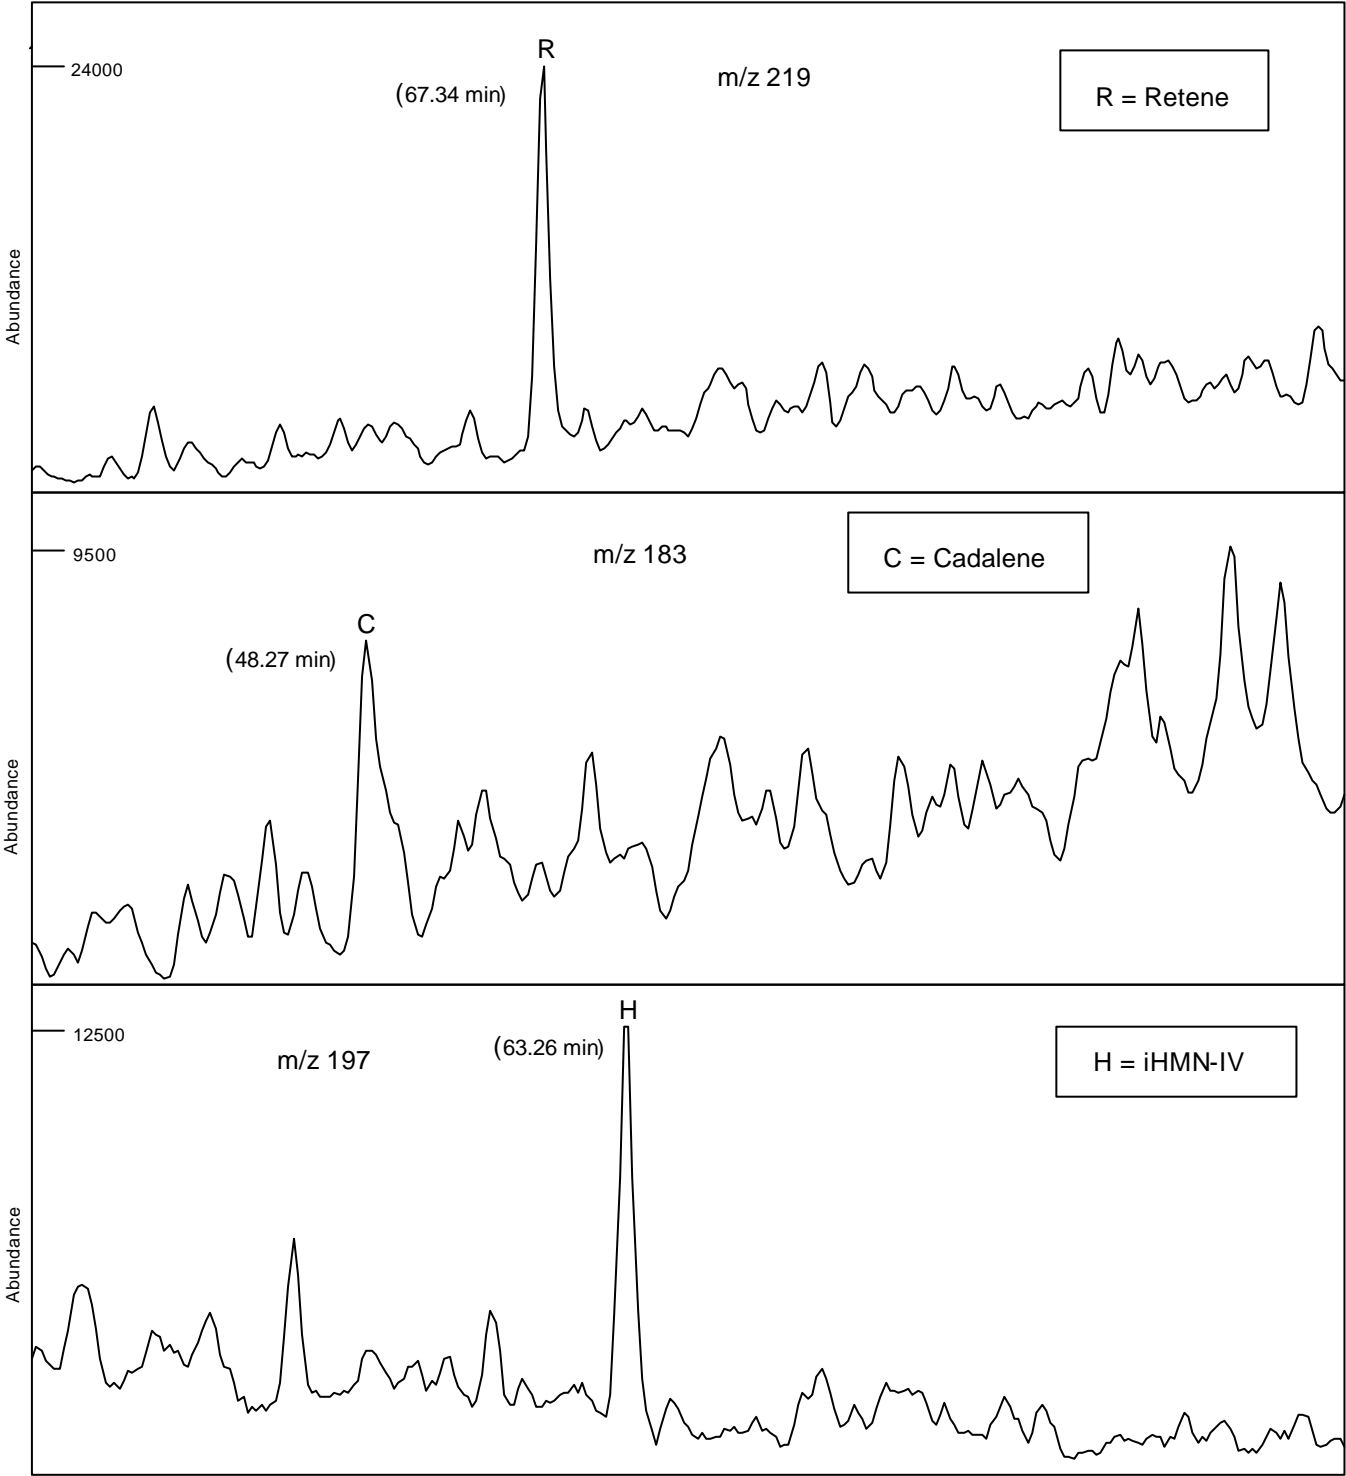 R
24000
(67.34 min)
m/z 219
R = Retene
Abundance
9500
m/z 183
C = Cadalene
C
(48.27 min)
Abundance
H
12500
m/z 197
(63.26 min)
H = iHMN-IV
Abundance